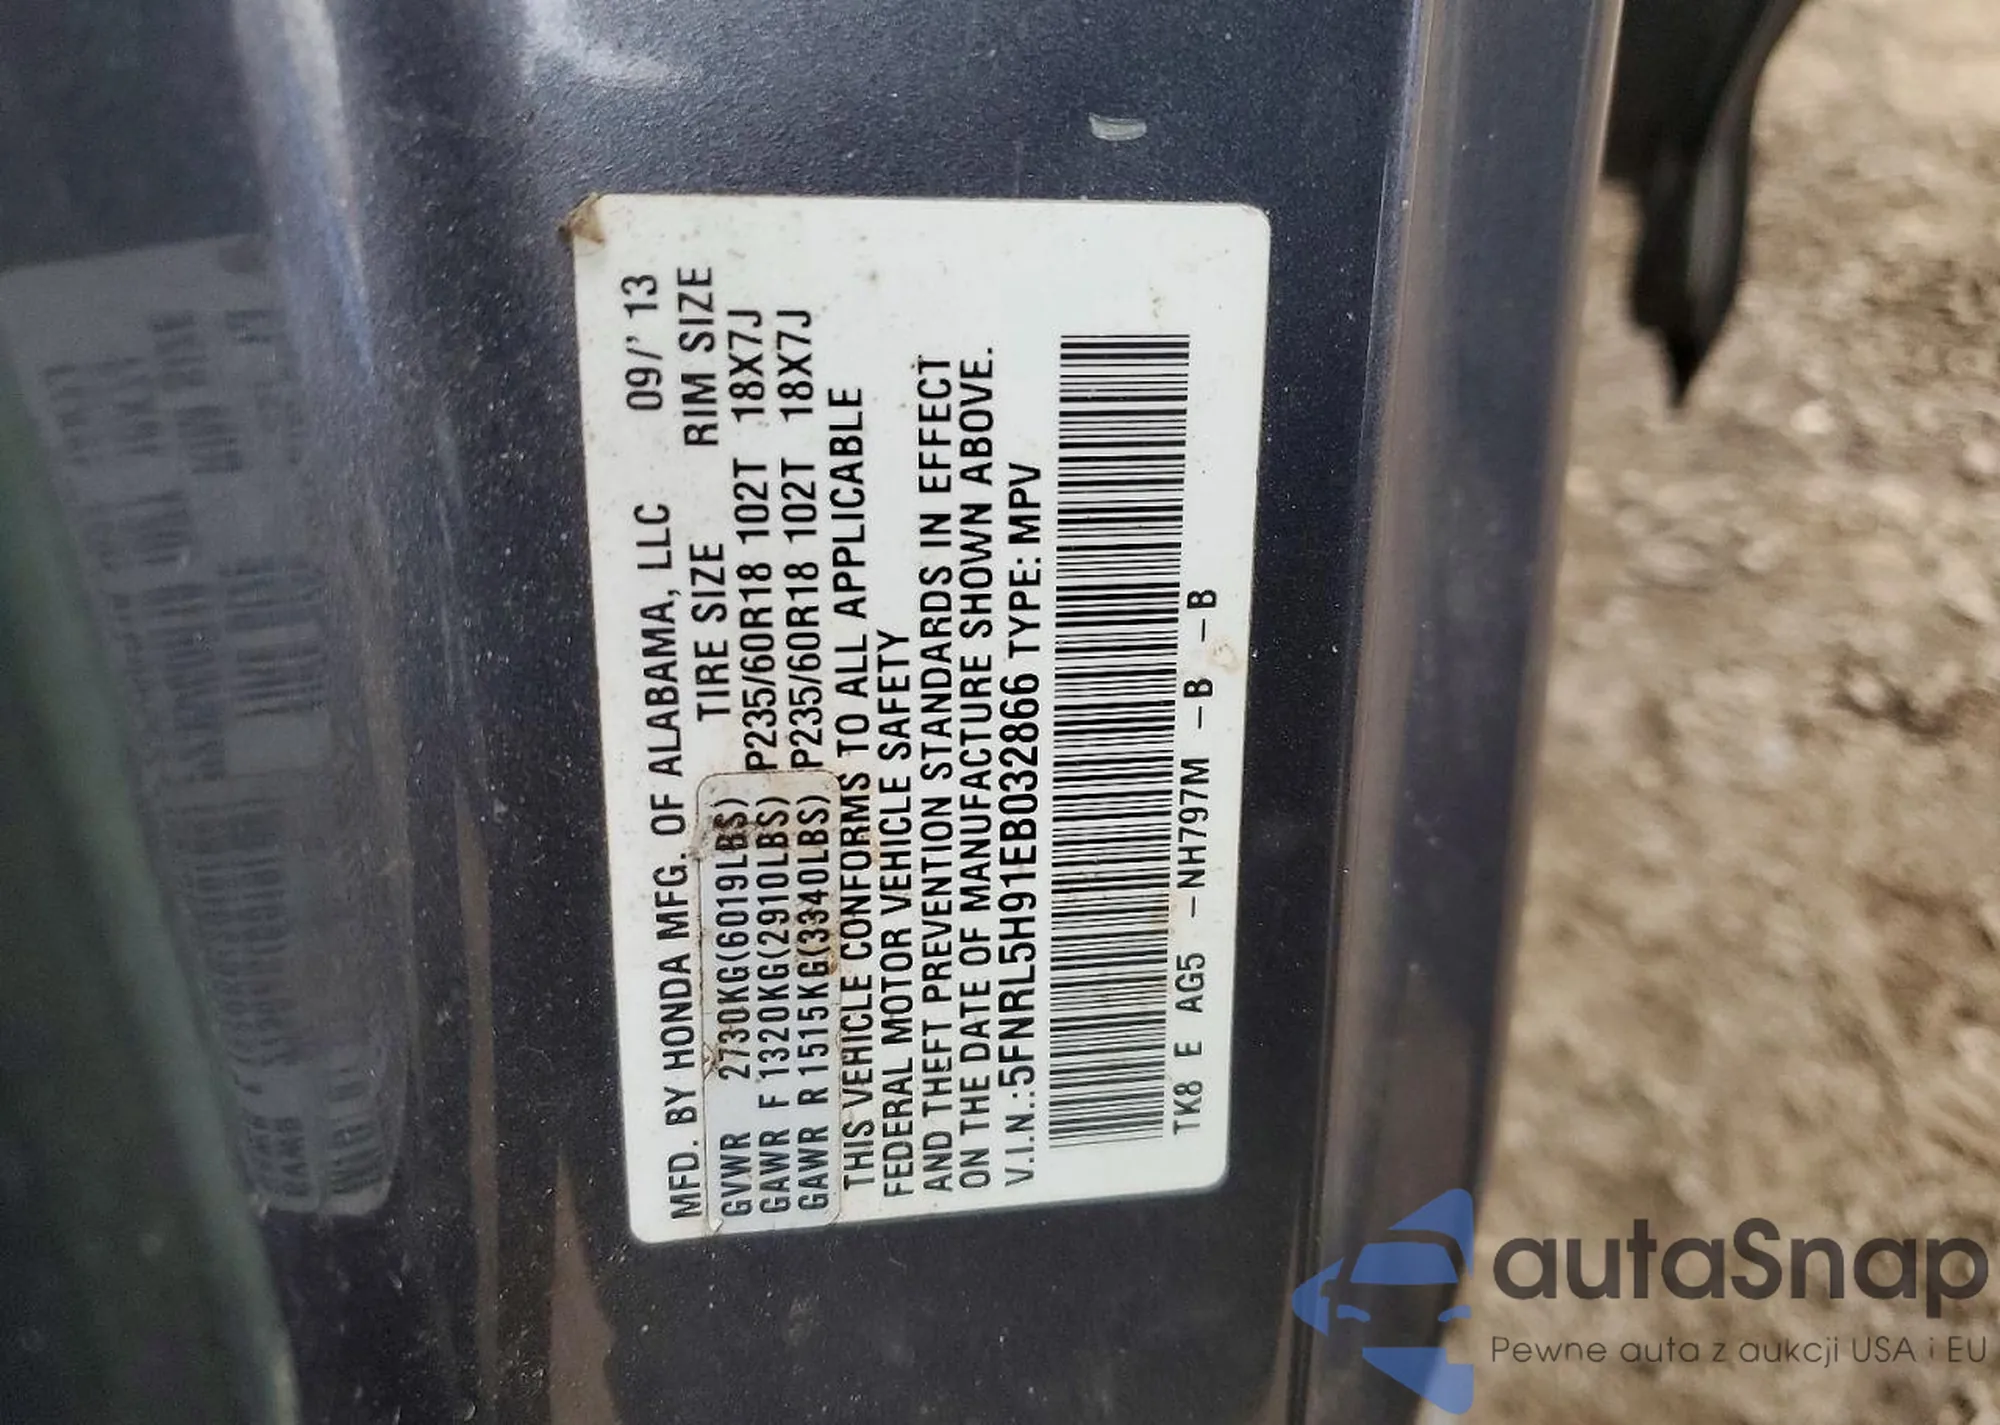 MFD. BY HONDA MFG. OF ALABAMA, LLC 09/' 13
TIRE SIZE RIM SIZE
GVWR 2730KG(6019LBS)
GAWR F 1320KG(2910LBS) P235/60R18 102T 18X7J
GAWR R 1515KG(3340LBS) P235/60R18 102T 18X7J
THIS VEHICLE CONFORMS TO ALL APPLICABLE
FEDERAL MOTOR VEHICLE SAFETY
AND THEFT PREVENTION STANDARDS IN EFFECT
ON THE DATE OF MANUFACTURE SHOWN ABOVE.
V.I.N.:5FNRL5H91EB032866 TYPE: MPV
TK8 E AG5 -NH797M -B -B
autaSnap
Pewne auta z aukcji USA i EU